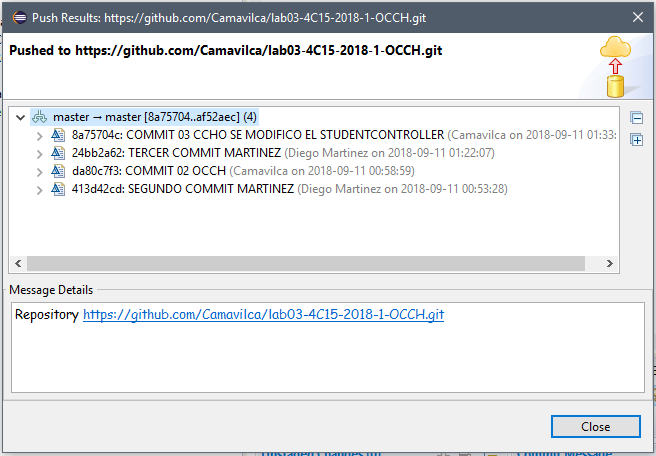 Push Results: https://github.com/Camavilca/lab03-4C15-2018-1-OCCH.git
Pushed to https://github.com/Camavilca/lab03-4C15-2018-1-OCCH.git
master → master [8a75704..af52aec] (4)
8a75704c: COMMIT 03 CCHO SE MODIFICO EL STUDENTCONTROLLER (Camavilca on 2018-09-11 01:33:
24bb2a62: TERCER COMMIT MARTINEZ (Diego Martinez on 2018-09-11 01:22:07)
da80c7f3: COMMIT 02 OCCH (Camavilca on 2018-09-11 00:58:59)
413d42cd: SEGUNDO COMMIT MARTINEZ (Diego Martinez on 2018-09-11 00:53:28)
Message Details
Repository https://github.com/Camavilca/lab03-4C15-2018-1-OCCH.git
Close